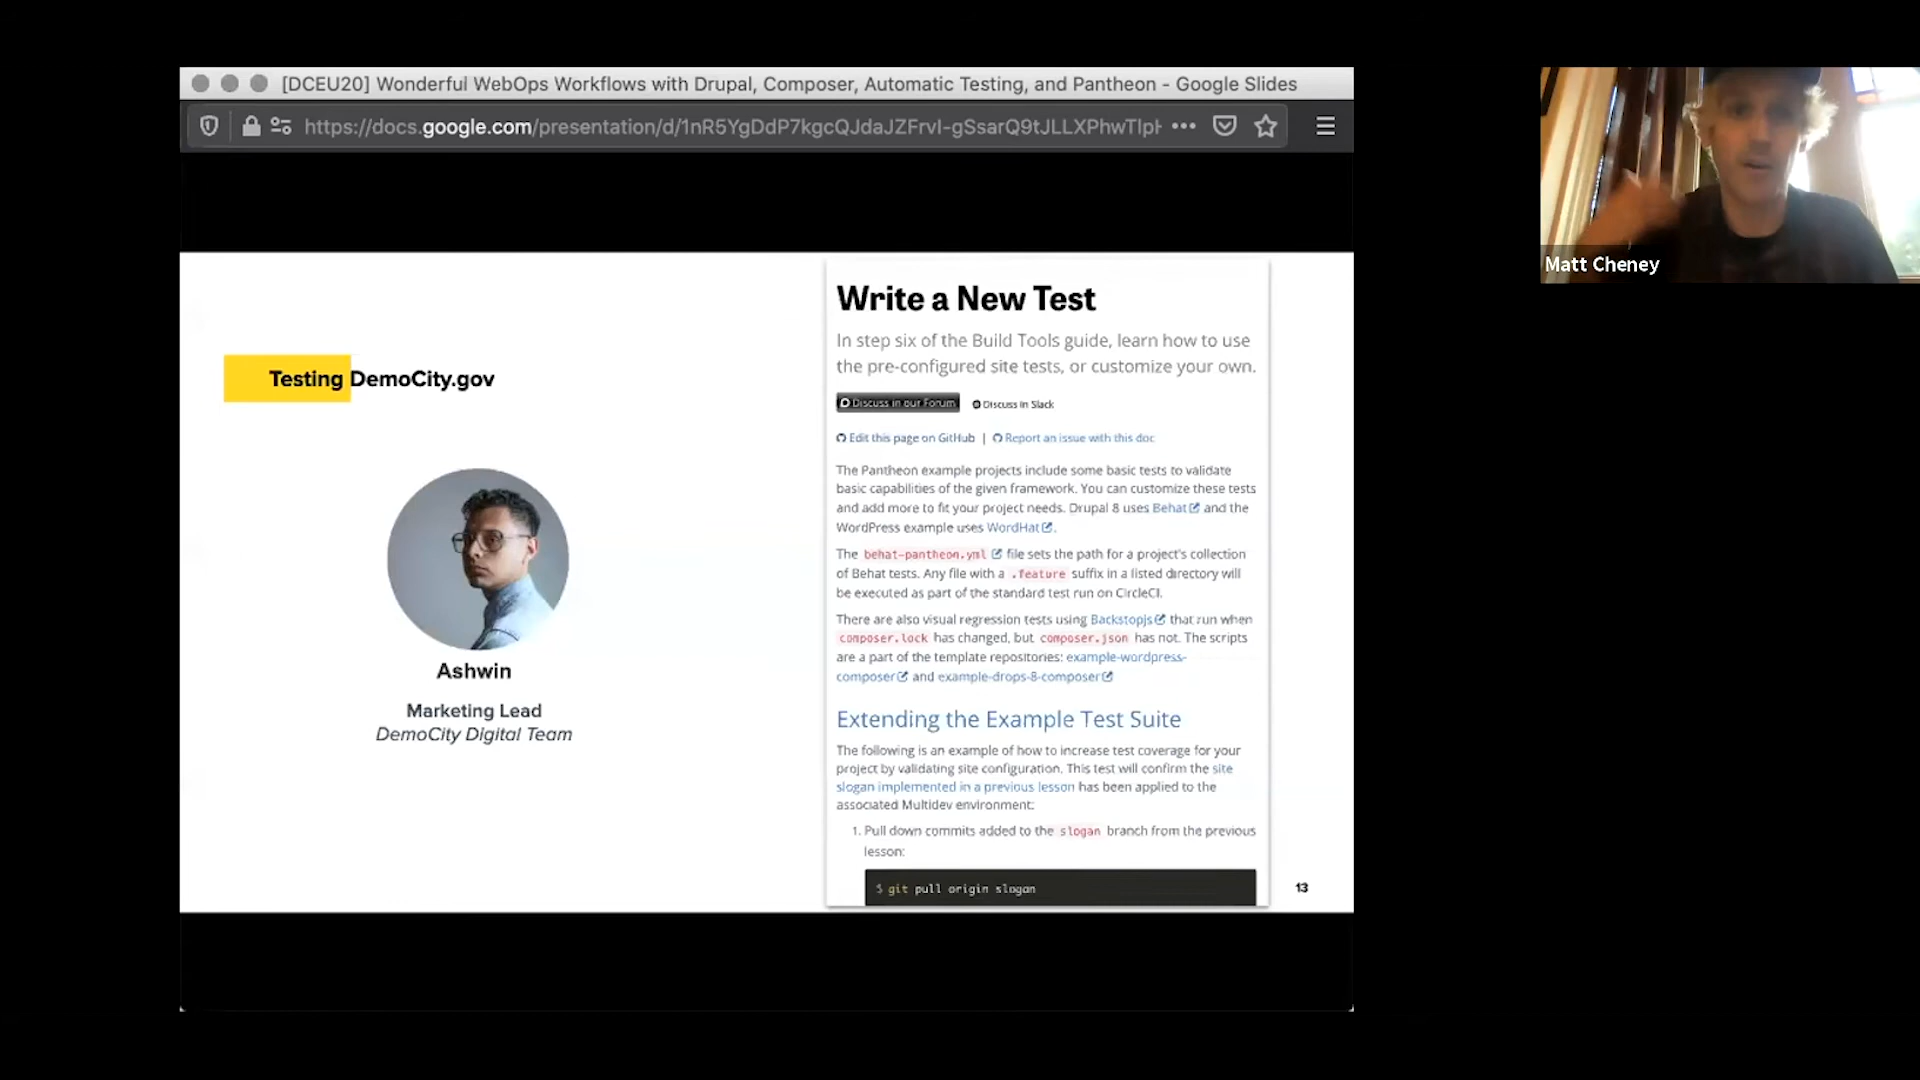 [DCEU20] Wonderful WebOps Workflows with Drupal, Composer, Automatic Testing, and Pantheon - Google Slides
https://docs.google.com/presentation/d/1nR5YgDdP7kgcQJdaJZFrvI-gSsarQ9tJLLXPhwTlpH
Matt Cheney
Testing DemoCity.gov
Ashwin
Marketing Lead
DemoCity Digital Team
Write a New Test
In step six of the Build Tools guide, learn how to use
the pre-configured site tests, or customize your own.
Discuss in our Forum Discuss in Slack
Edit this page on GitHub | Report an issue with this doc
The Pantheon example projects include some basic tests to validate
basic capabilities of the given framework. You can customize these tests
and add more to fit your project needs. Drupal 8 uses Behat and the
WordPress example uses WordHat.
The behat-pantheon.yml file sets the path for a project's collection
of Behat tests. Any file with a .feature suffix in a listed directory will
be executed as part of the standard test run on CircleCI.
There are also visual regression tests using Backstopjs that run when
composer.lock has changed, but composer.json has not. The scripts
are a part of the template repositories: example-wordpress-
composer and example-drops-8-composer
Extending the Example Test Suite
The following is an example of how to increase test coverage for your
project by validating site configuration. This test will confirm the site
slogan implemented in a previous lesson has been applied to the
associated Multidev environment:
1. Pull down commits added to the slogan branch from the previous
lesson:
$ git pull origin slogan
13